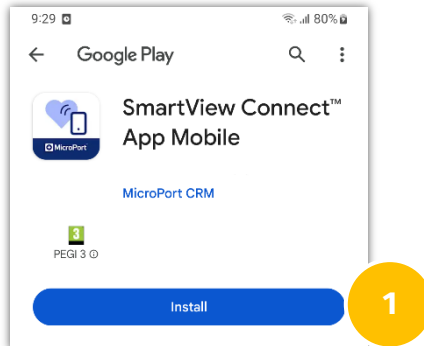 9:29 80%
Google Play
SmartView Connect™
App Mobile
MicroPort
MicroPort CRM
3
PEGI 3
Install
1